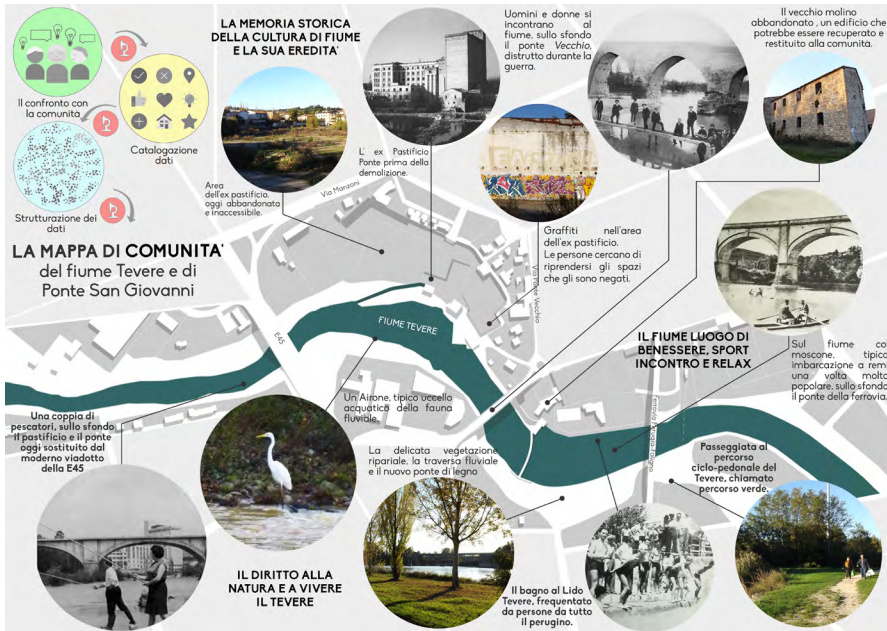 LA MEMORIA STORICA
DELLA CULTURA DI FIUME
E LA SUA EREDITA'
Uomini e donne si
incontrano al
fiume, sullo sfondo
il ponte Vecchio,
distrutto durante la
guerra.
Il vecchio molino
abbandonato , un edificio che
potrebbe essere recuperato e
restituito alla comunità.
Il confronto con
la comunità
Catalogazione
dati
Strutturazione dei
dati
L' ex Pastificio
Ponte prima della
demolizione.
Area
dell'ex pastificio,
oggi abbandonata
e inaccessibile.
Via Manzoni
LA MAPPA DI COMUNITA'
del fiume Tevere e di
Ponte San Giovanni
Graffiti nell'area
dell'ex pastificio.
Le persone cercano di
riprendersi gli spazi
che gli sono negati.
Via Ponte Vecchio
E45
FIUME TEVERE
IL FIUME LUOGO DI
BENESSERE, SPORT
INCONTRO E RELAX
Sul fiume co
moscone, tipica
imbarcazione a remi
una volta molto
popolare, sullo sfondo
il ponte della ferrovia.
Una coppia di
pescatori, sullo sfondo
il pastificio e il ponte
oggi sostituito dal
moderno viadotto
della E45
Un Airone, tipico uccello
acquatico della fauna
fluviale.
La delicata vegetazione
ripariale, la traversa fluviale
e il nuovo ponte di legno
Passeggiata al
percorso
ciclo-pedonale del
Tevere, chiamato
percorso verde.
IL DIRITTO ALLA
NATURA E A VIVERE
IL TEVERE
Il bagno al Lido
Tevere, frequentato
da persone da tutto
il perugino.